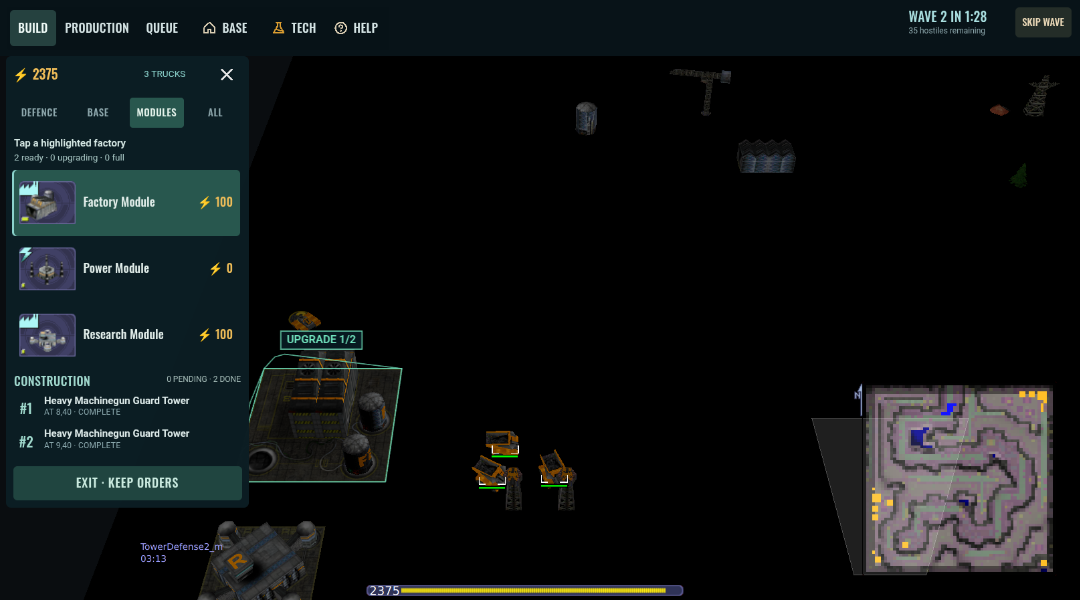 BUILD PRODUCTION QUEUE BASE TECH HELP
WAVE 2 IN 1:28
35 hostiles remaining
SKIP WAVE
2375 3 TRUCKS
DEFENCE BASE MODULES ALL
Tap a highlighted factory
2 ready · 0 upgrading · 0 full
Factory Module 100
Power Module 0
Research Module 100
CONSTRUCTION 0 PENDING · 2 DONE
#1 Heavy Machinegun Guard Tower
AT 8,40 · COMPLETE
#2 Heavy Machinegun Guard Tower
AT 9,40 · COMPLETE
EXIT · KEEP ORDERS
UPGRADE 1/2
F
R
N
TowerDefense2_m
03:13
2375